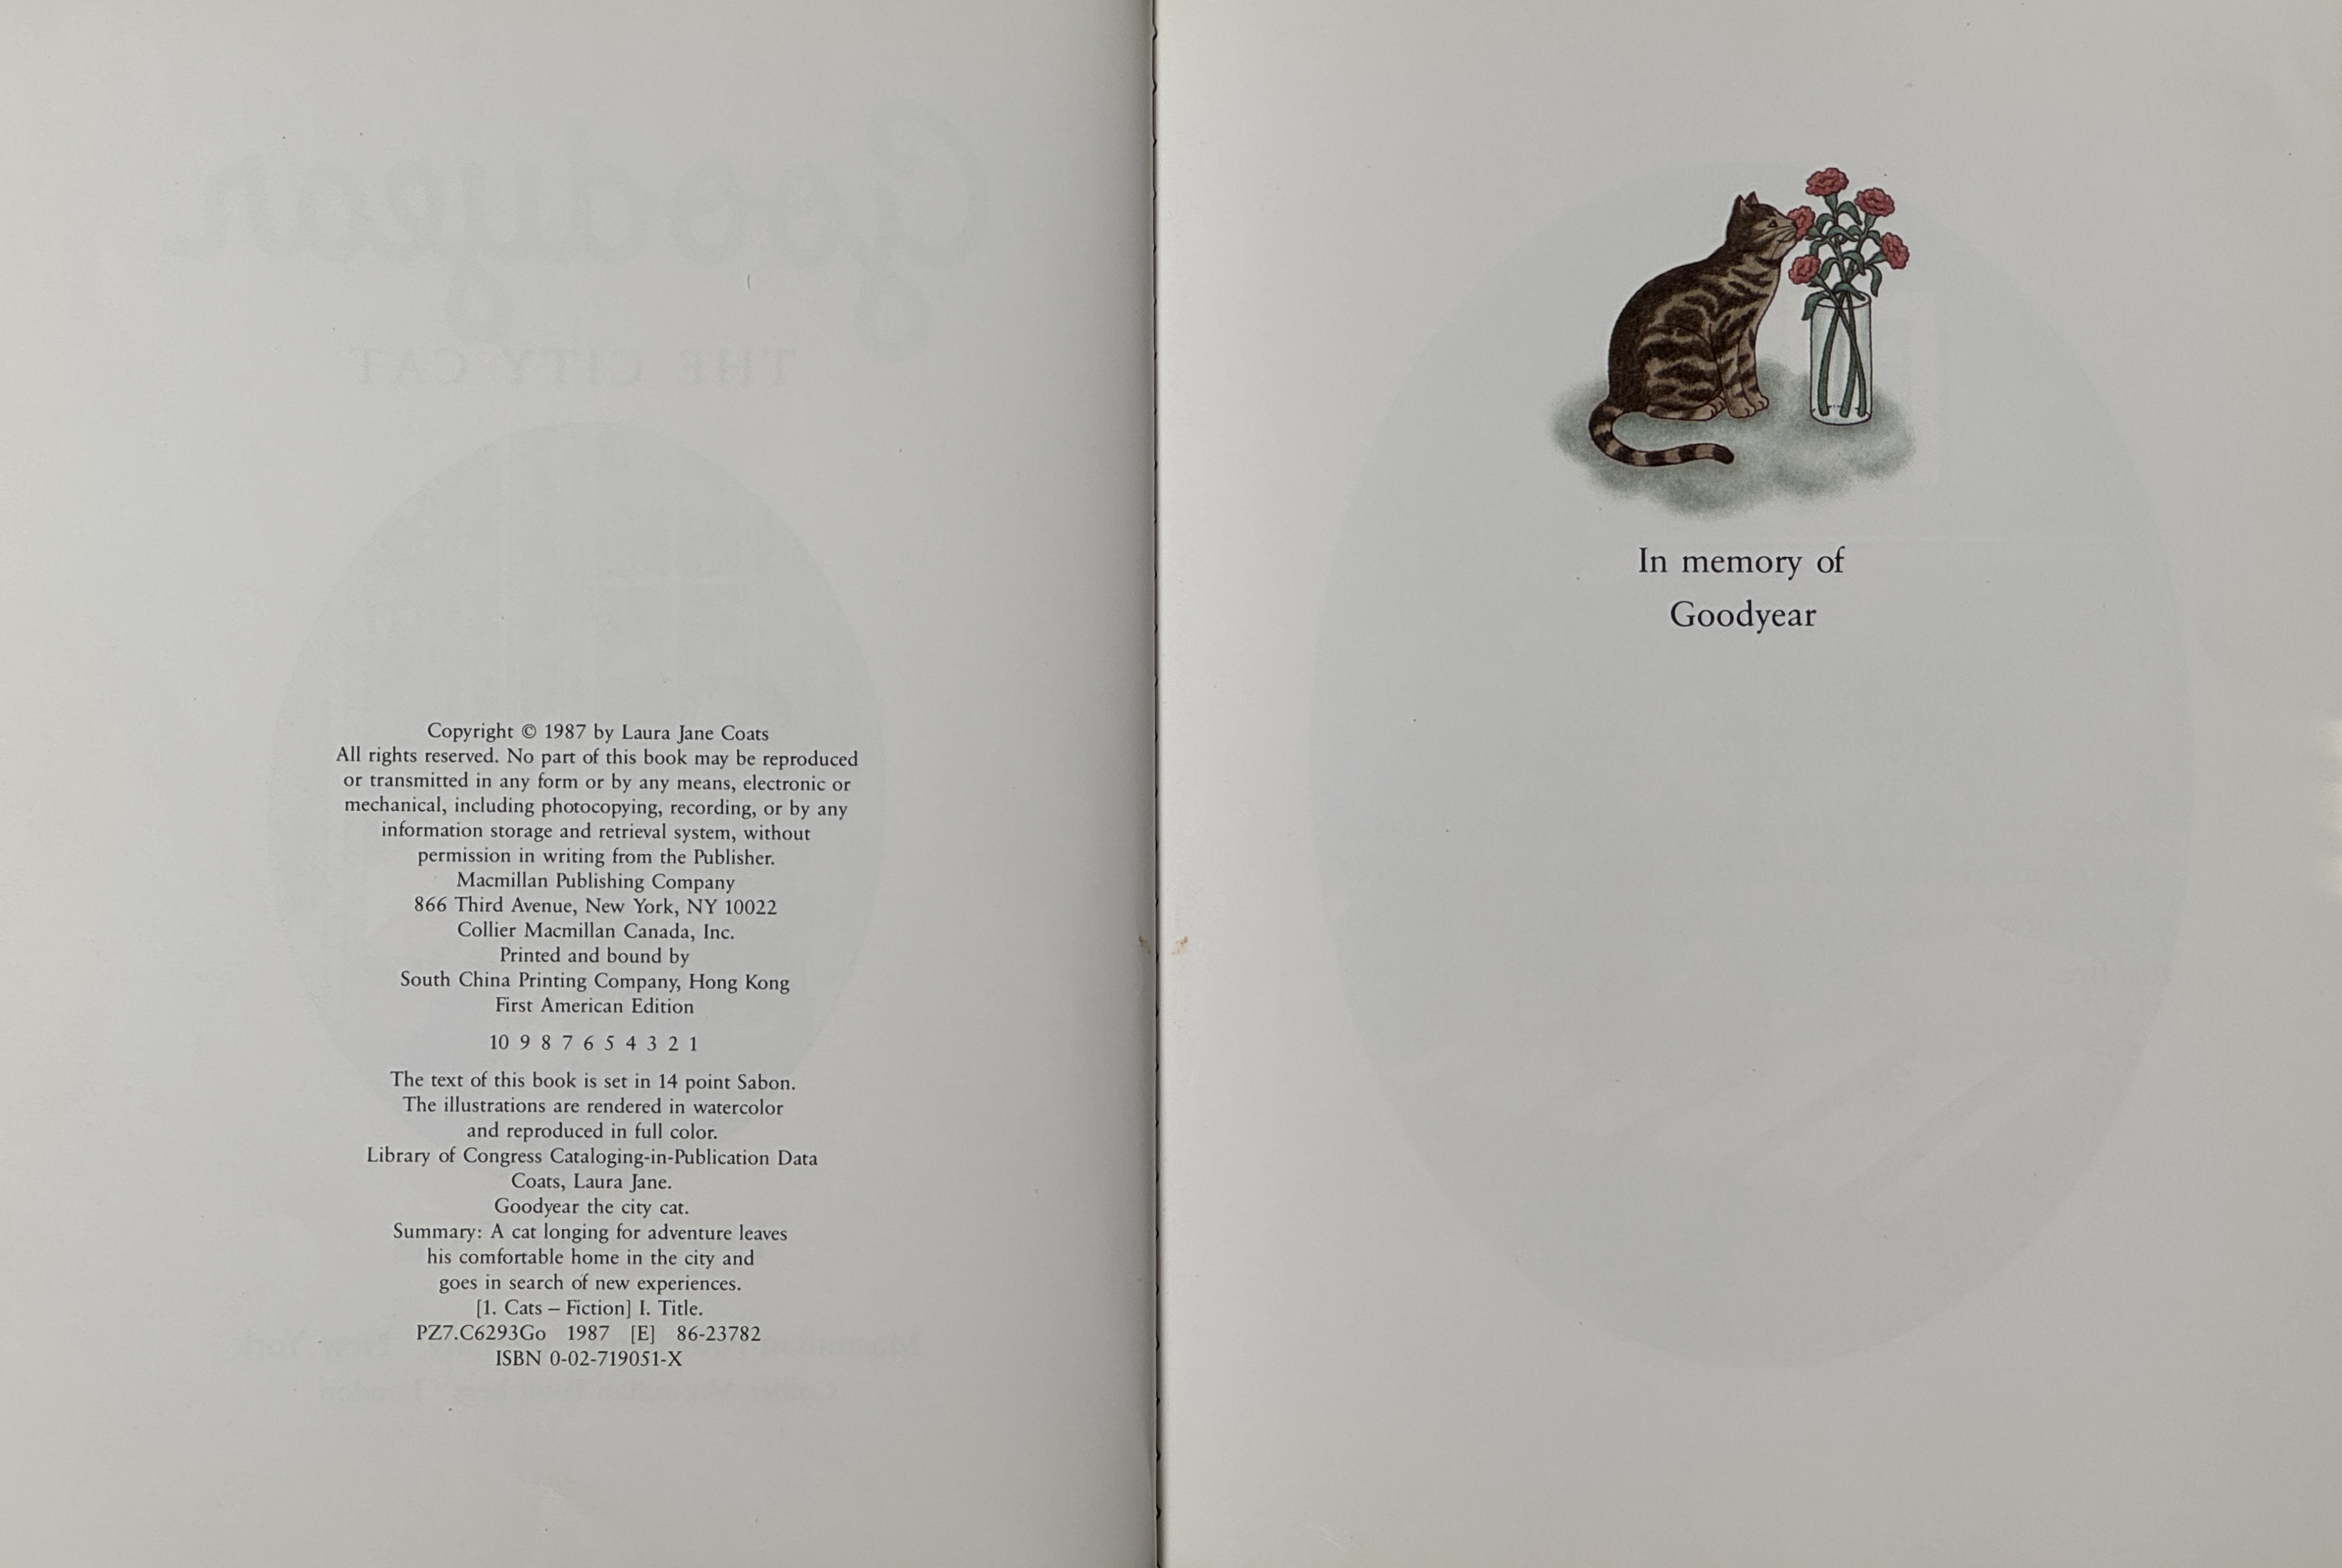 Copyright © 1987 by Laura Jane Coats
All rights reserved. No part of this book may be reproduced
or transmitted in any form or by any means, electronic or
mechanical, including photocopying, recording, or by any
information storage and retrieval system, without
permission in writing from the Publisher.
Macmillan Publishing Company
866 Third Avenue, New York, NY 10022
Collier Macmillan Canada, Inc.
Printed and bound by
South China Printing Company, Hong Kong
First American Edition
10 9 8 7 6 5 4 3 2 1
The text of this book is set in 14 point Sabon.
The illustrations are rendered in watercolor
and reproduced in full color.
Library of Congress Cataloging-in-Publication Data
Coats, Laura Jane.
Goodyear the city cat.
Summary: A cat longing for adventure leaves
his comfortable home in the city and
goes in search of new experiences.
[1. Cats – Fiction] I. Title.
PZ7.C6293Go 1987 [E] 86-23782
ISBN 0-02-719051-X
In memory of
Goodyear